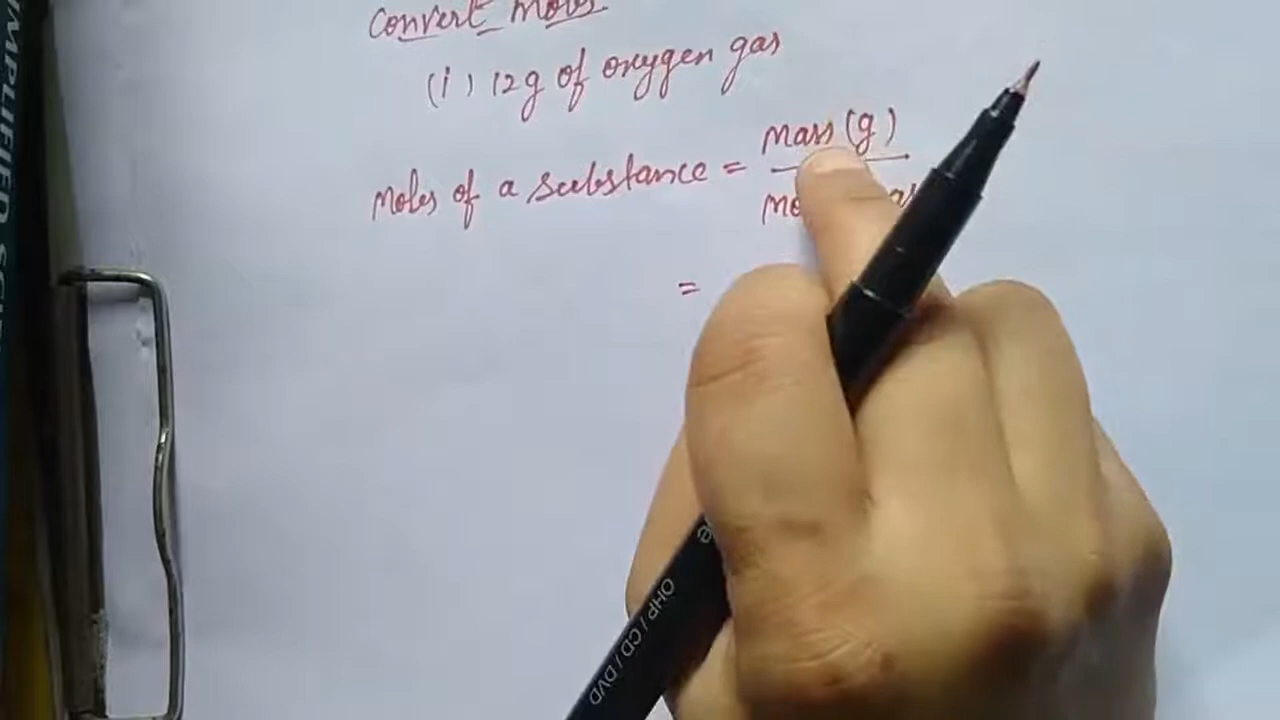 Convert Moles
(i) 12g of oxygen gas
Moles of a substance = Mass (g)
=
OHP / CD / DVD